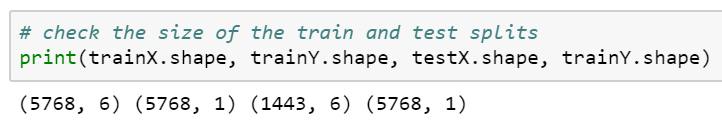 # check the size of the train and test splits
print(trainX.shape, trainY.shape, testX.shape, trainY.shape)
(5768, 6) (5768, 1) (1443, 6) (5768, 1)